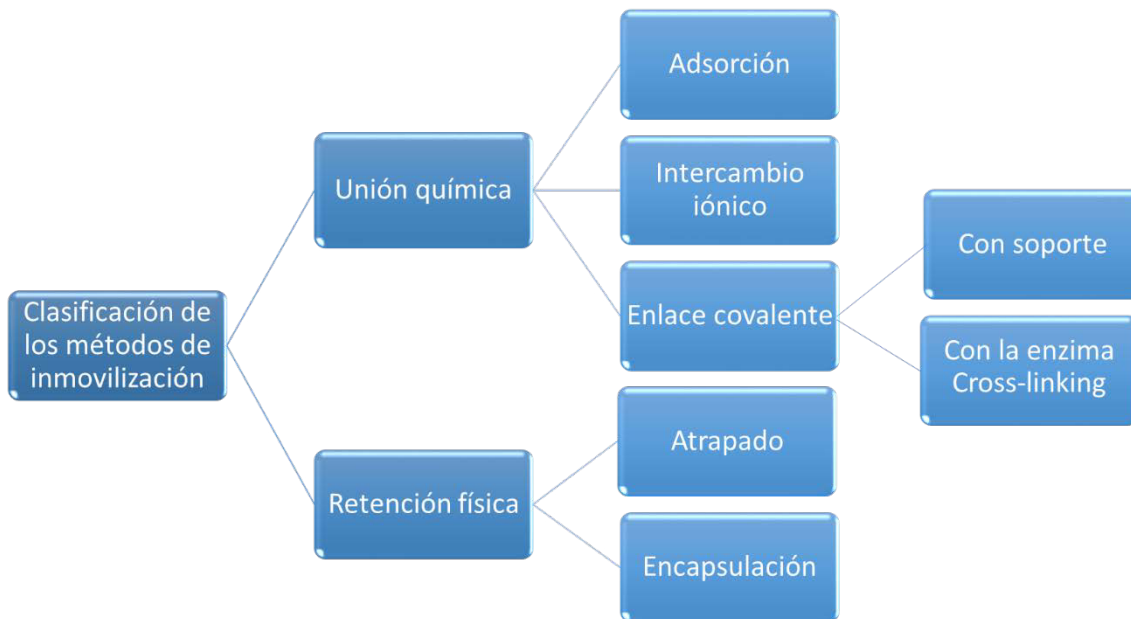 Clasificación de
los métodos de
inmovilización
Unión química
Adsorción
Intercambio
iónico
Enlace covalente
Con soporte
Con la enzima
Cross-linking
Retención física
Atrapado
Encapsulación